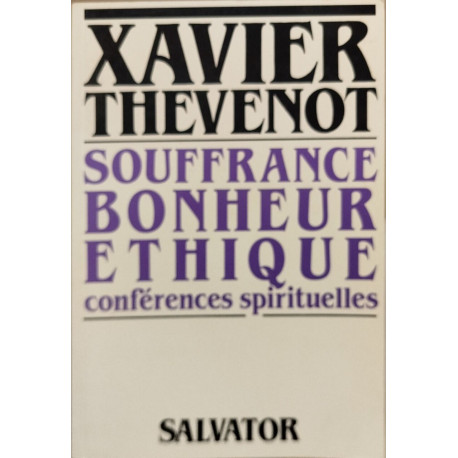 XAVIER
THEVENOT
SOUFFRANCE
BONHEUR
ETHIQUE
conférences spirituelles
SALVATOR